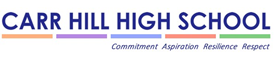 CARR HILL HIGH SCHOOL
Commitment Aspiration Resilience Respect